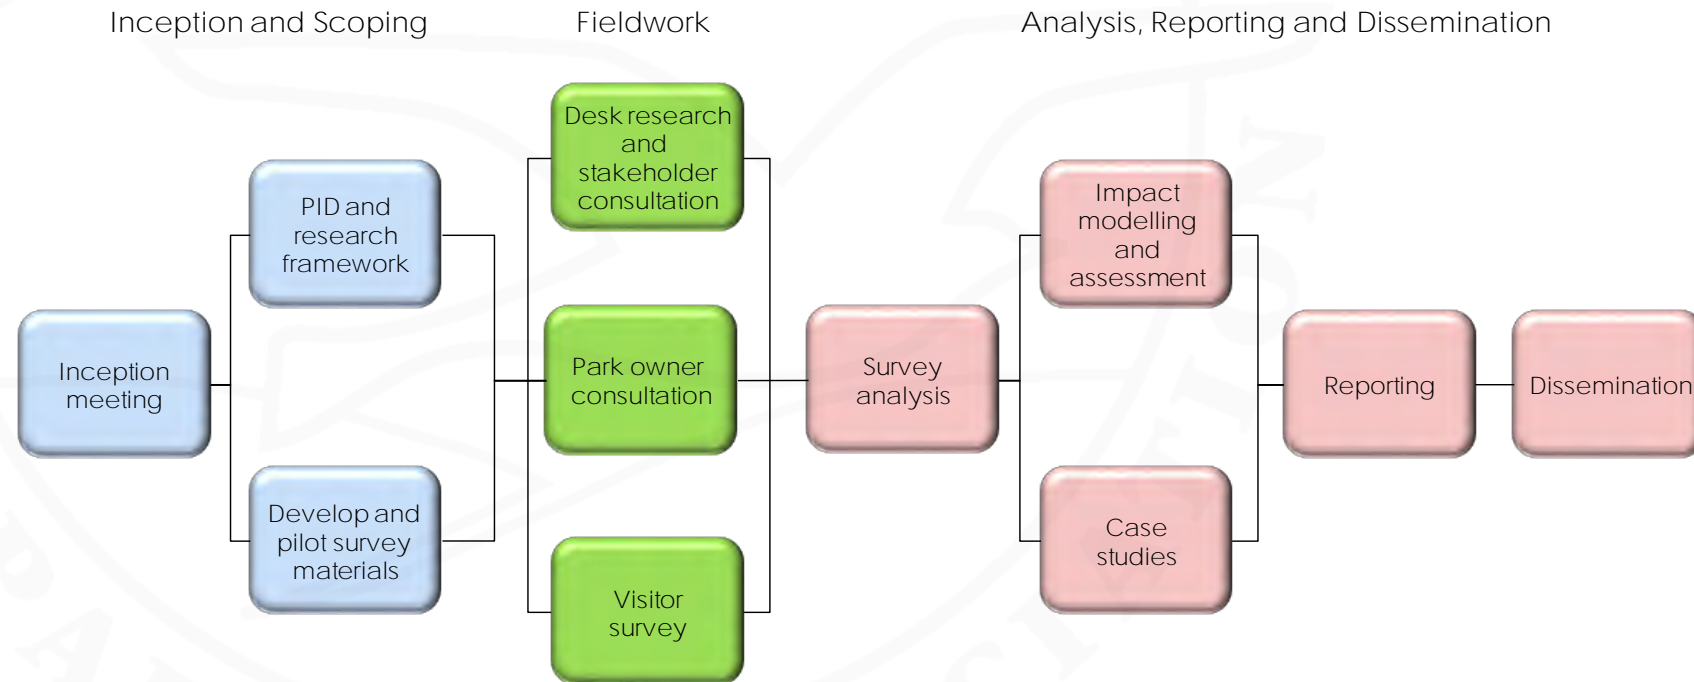 Inception and Scoping
Fieldwork
Analysis, Reporting and Dissemination
Inception
meeting
PID and
research
framework
Develop and
pilot survey
materials
Desk research
and
stakeholder
consultation
Park owner
consultation
Visitor
survey
Survey
analysis
Impact
modelling
and
assessment
Case
studies
Reporting
Dissemination